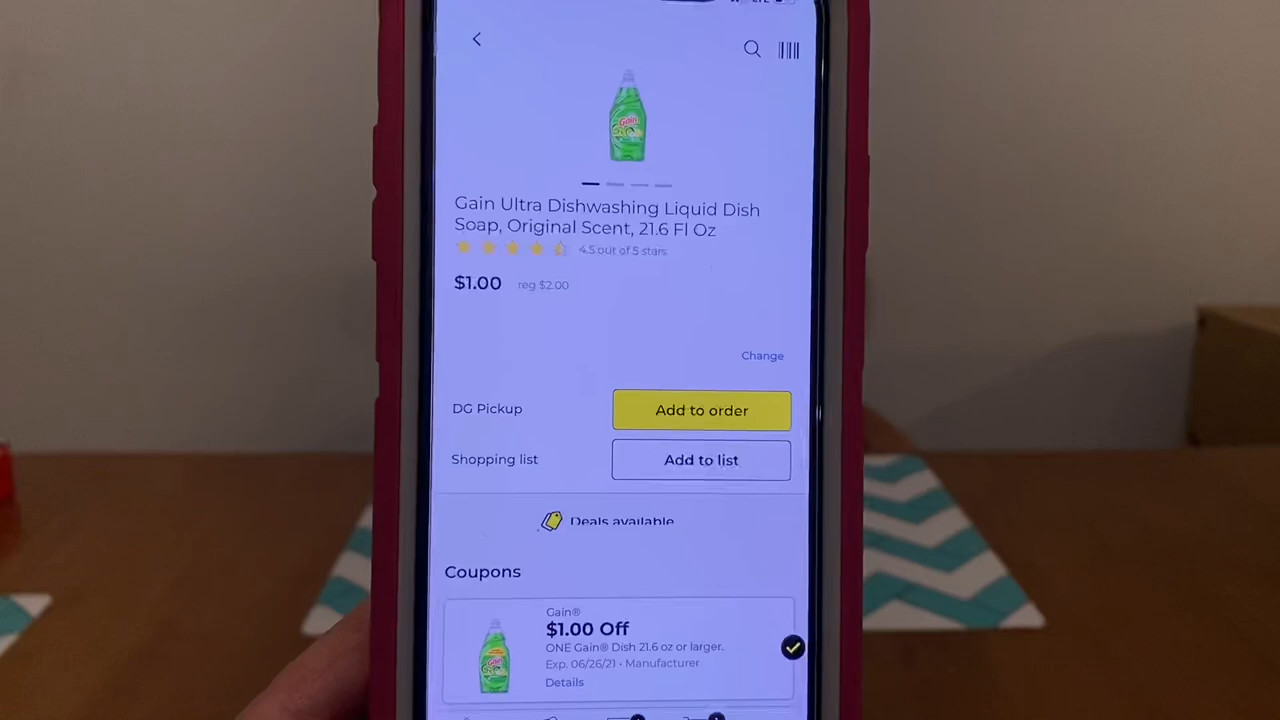 Gain
Gain Ultra Dishwashing Liquid Dish
Soap, Original Scent, 21.6 Fl Oz
4.5 out of 5 stars
$1.00 reg $2.00
Change
DG Pickup Add to order
Shopping list Add to list
Deals available
Coupons
Gain®
$1.00 Off
ONE Gain® Dish 21.6 oz or larger.
Exp. 06/26/21 • Manufacturer
Details
Gain